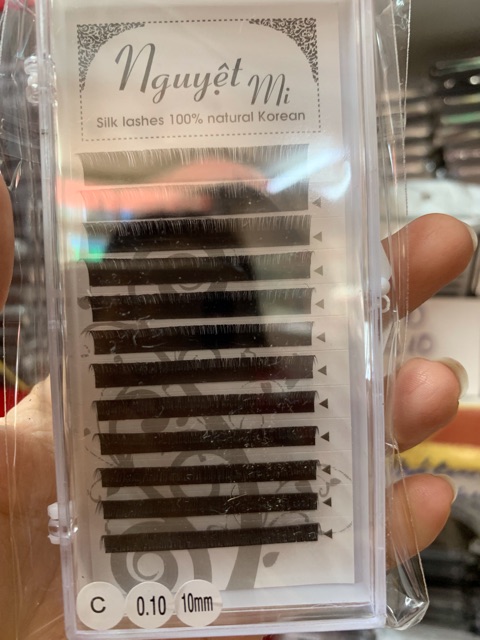 Nguyệt Mi
Silk lashes 100% natural Korean
C 0.10 10mm